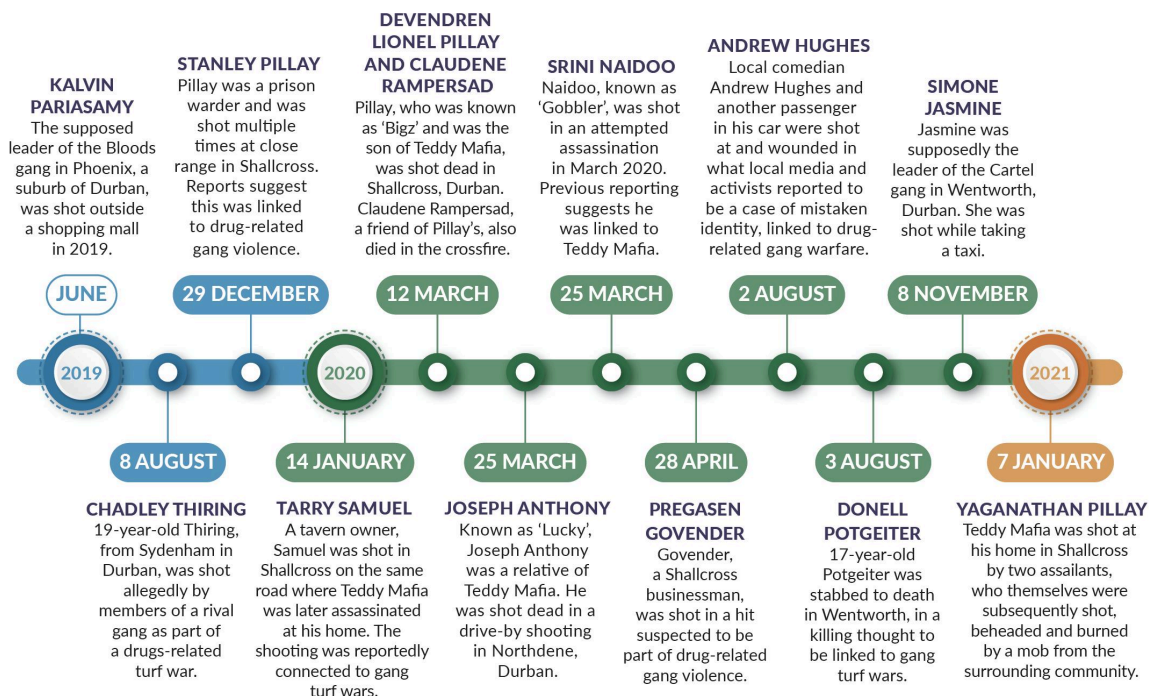 KALVIN
PARIASAMY
The supposed
leader of the Bloods
gang in Phoenix, a
suburb of Durban,
was shot outside
a shopping mall
in 2019.
JUNE
STANLEY PILLAY
Pillay was a prison
warder and was
shot multiple
times at close
range in Shallcross.
Reports suggest
this was linked
to drug-related
gang violence.
29 DECEMBER
DEVENDREN
LIONEL PILLAY
AND CLAUDENE
RAMPERSAD
Pillay, who was known
as ‘Bigz’ and was the
son of Teddy Mafia,
was shot dead in
Shallcross, Durban.
Claudene Rampersad,
a friend of Pillay’s, also
died in the crossfire.
12 MARCH
SRINI NAIDOO
Naidoo, known as
‘Gobbler’, was shot
in an attempted
assassination
in March 2020.
Previous reporting
suggests he
was linked to
Teddy Mafia.
25 MARCH
ANDREW HUGHES
Local comedian
Andrew Hughes and
another passenger
in his car were shot
at and wounded in
what local media and
activists reported to
be a case of mistaken
identity, linked to drug-
related gang warfare.
2 AUGUST
SIMONE
JASMINE
Jasmine was
supposedly the
leader of the Cartel
gang in Wentworth,
Durban. She was
shot while taking
a taxi.
8 NOVEMBER
2019
2020
2021
8 AUGUST
CHADLEY THIRING
19-year-old Thiring,
from Sydenham in
Durban, was shot
allegedly by
members of a rival
gang as part of
a drugs-related
turf war.
14 JANUARY
TARRY SAMUEL
A tavern owner,
Samuel was shot in
Shallcross on the same
road where Teddy Mafia
was later assassinated
at his home. The
shooting was reportedly
connected to gang
turf wars.
25 MARCH
JOSEPH ANTHONY
Known as ‘Lucky’,
Joseph Anthony
was a relative of
Teddy Mafia. He
was shot dead in a
drive-by shooting
in Northdene,
Durban.
28 APRIL
PREGASEN
GOVENDER
Govender,
a Shallcross
businessman,
was shot in a hit
suspected to be
part of drug-related
gang violence.
3 AUGUST
DONELL
POTGEITER
17-year-old
Potgeiter was
stabbed to death
in Wentworth, in a
killing thought to
be linked to gang
turf wars.
7 JANUARY
YAGANATHAN PILLAY
Teddy Mafia was shot at
his home in Shallcross
by two assailants,
who themselves were
subsequently shot,
beheaded and burned
by a mob from the
surrounding community.